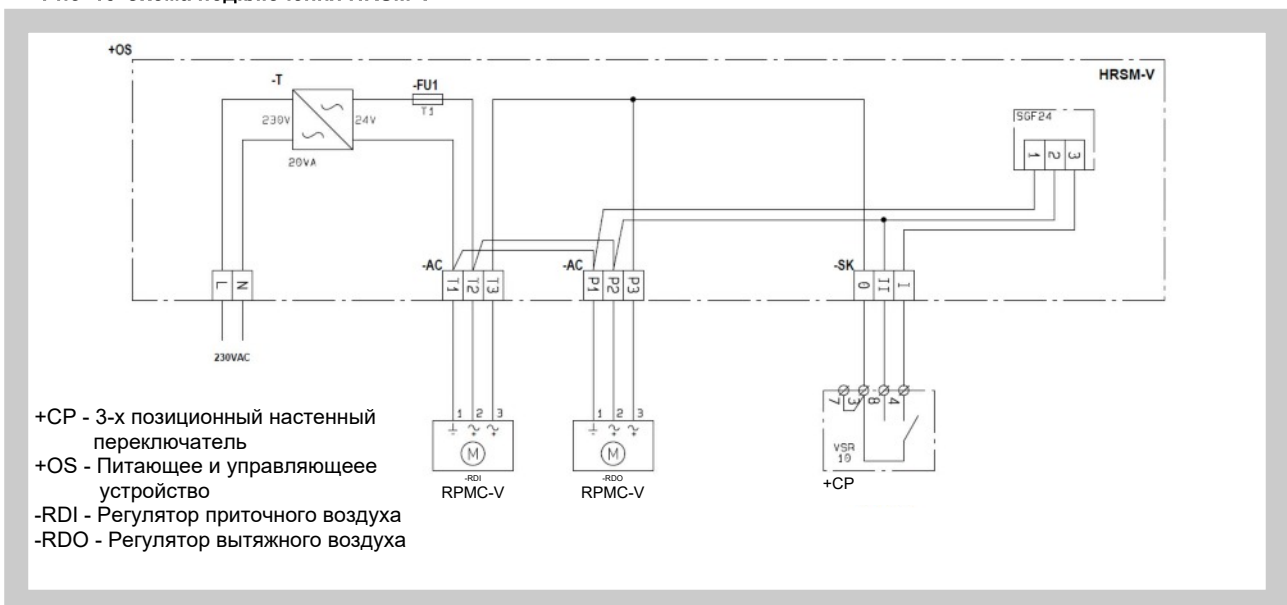 +OS
HRSM-V
-T
-FU1
T1
230V
24V
20VA
SGF24
1 2 3
-AC
-AC
-SK
L N
T1 T2 T3
P1 P2 P3
0 II I
230VAC
1 2 3
M
-RDI
RPMC-V
1 2 3
M
-RDO
RPMC-V
7 3 8 4
VSR
10
+CP
+CP - 3-х позиционный настенный
переключатель
+OS - Питающее и управляющеее
устройство
-RDI - Регулятор приточного воздуха
-RDO - Регулятор вытяжного воздуха